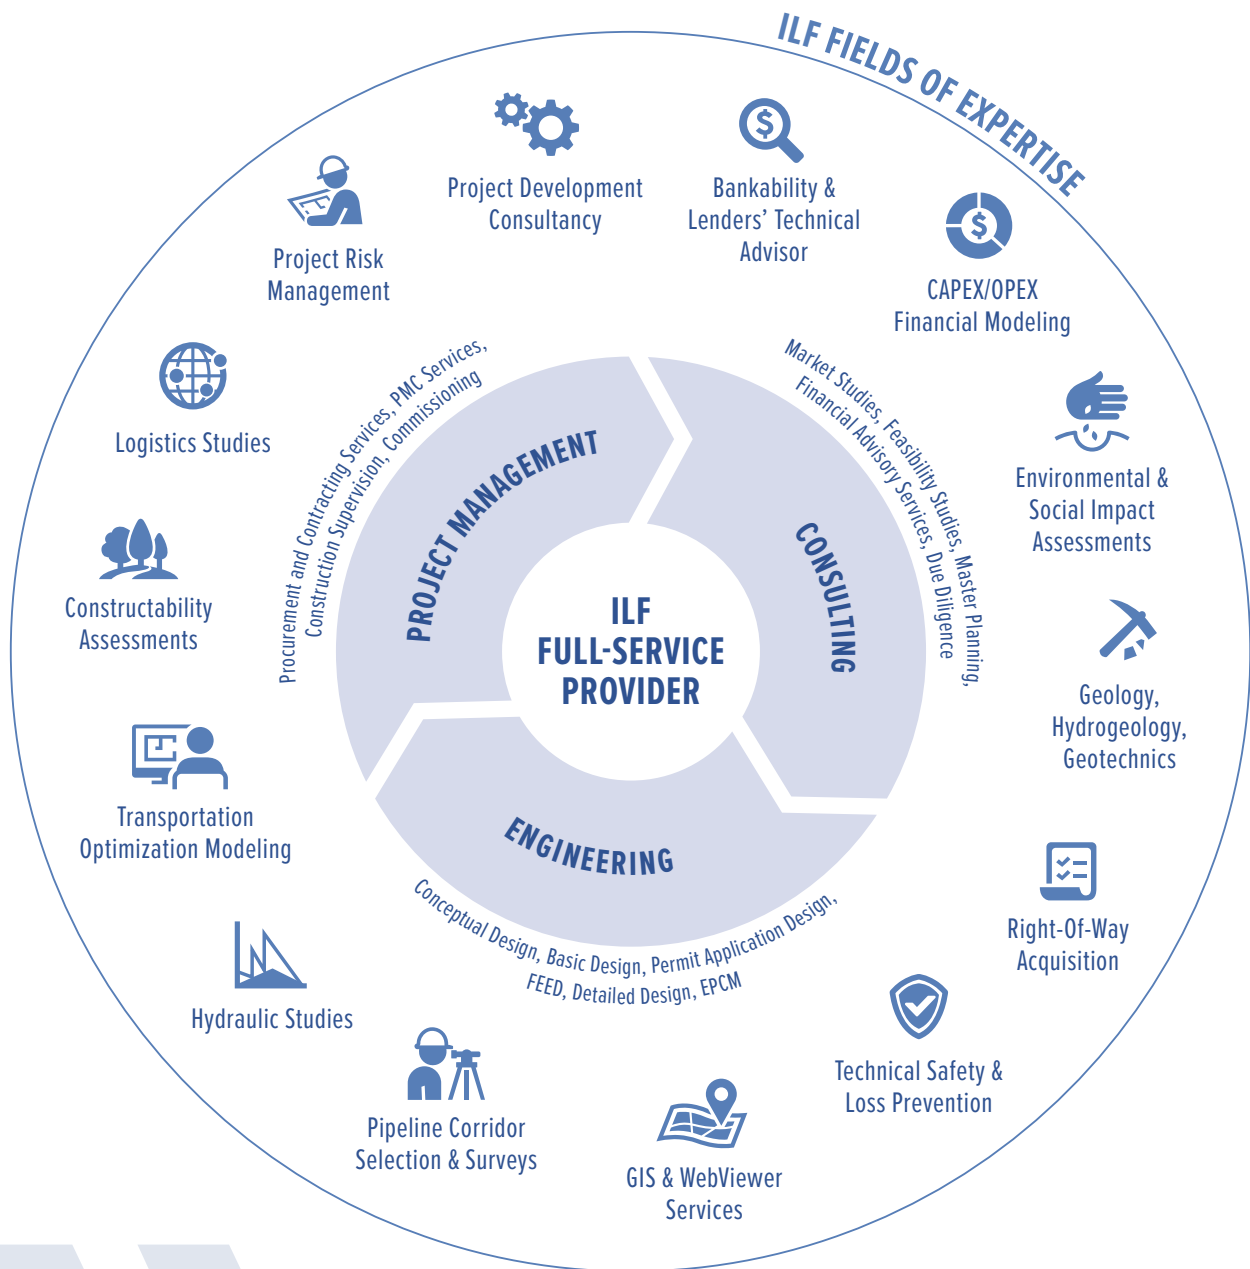 ILF FIELDS OF EXPERTISE
Project Development
Consultancy
Bankability &
Lenders' Technical
Advisor
CAPEX/OPEX
Financial Modeling
Environmental &
Social Impact
Assessments
Geology,
Hydrogeology,
Geotechnics
Right-Of-Way
Acquisition
Technical Safety &
Loss Prevention
GIS & WebViewer
Services
Pipeline Corridor
Selection & Surveys
Hydraulic Studies
Transportation
Optimization Modeling
Constructability
Assessments
Logistics Studies
Project Risk
Management
Procurement and Contracting Services, PMC Services,
Construction Supervision, Commissioning
PROJECT MANAGEMENT
Market Studies, Feasibility Studies, Master Planning,
Financial Advisory Services, Due Diligence
CONSULTING
ILF
FULL-SERVICE
PROVIDER
ENGINEERING
Conceptual Design, Basic Design, Permit Application Design,
FEED, Detailed Design, EPCM